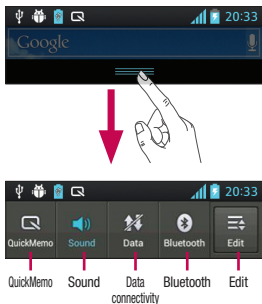 20:33
Google
20:33
QuickMemo Sound Data Bluetooth Edit
QuickMemo Sound Data connectivity Bluetooth Edit